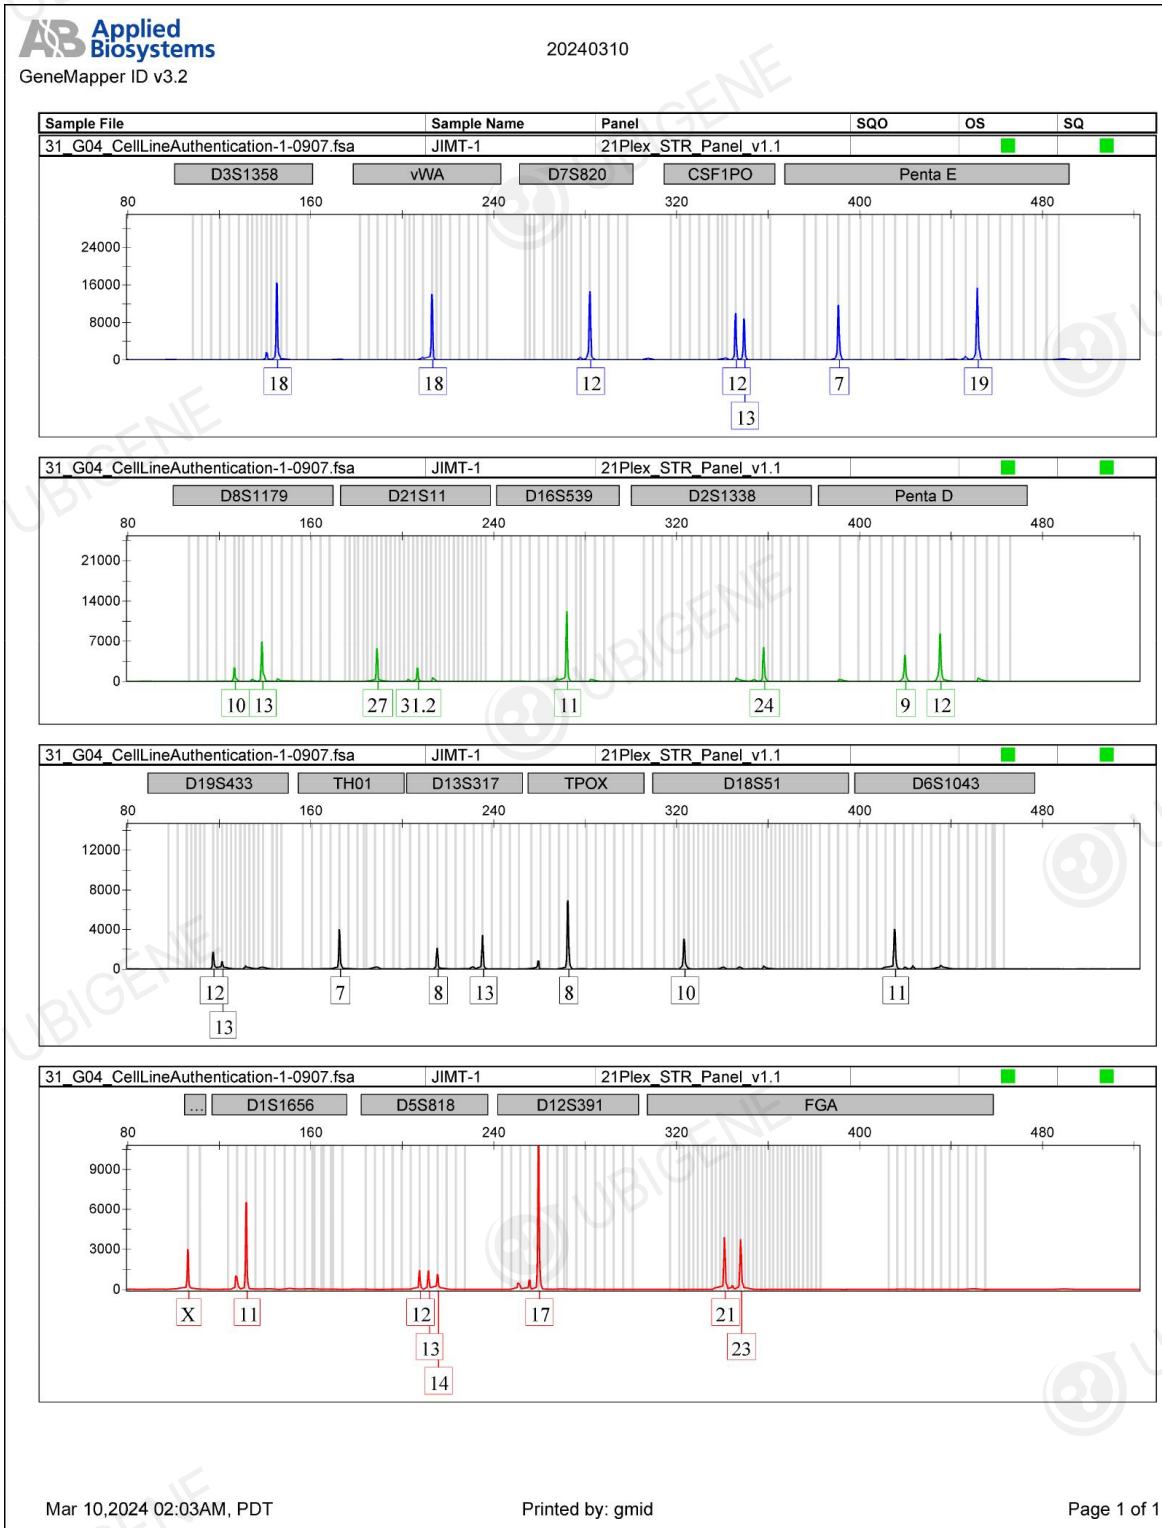 AB Applied Biosystems
20240310
GeneMapper ID v3.2
Sample File Sample Name Panel SQO OS SQ
31_G04_CellLineAuthentication-1-0907.fsa JIMT-1 21Plex_STR_Panel_v1.1
D3S1358 vWA D7S820 CSF1PO Penta E
80 160 240 320 400 480
24000
16000
8000
0
18 18 12 12 7 19
13
31_G04_CellLineAuthentication-1-0907.fsa JIMT-1 21Plex_STR_Panel_v1.1
D8S1179 D21S11 D16S539 D2S1338 Penta D
80 160 240 320 400 480
21000
14000
7000
0
10 13 27 31.2 11 24 9 12
31_G04_CellLineAuthentication-1-0907.fsa JIMT-1 21Plex_STR_Panel_v1.1
D19S433 TH01 D13S317 TPOX D18S51 D6S1043
80 160 240 320 400 480
12000
8000
4000
0
12 7 8 13 8 10 11
13
31_G04_CellLineAuthentication-1-0907.fsa JIMT-1 21Plex_STR_Panel_v1.1
... D1S1656 D5S818 D12S391 FGA
80 160 240 320 400 480
9000
6000
3000
0
X 11 12 17 21
13 23
14
Mar 10,2024 02:03AM, PDT Printed by: gmid Page 1 of 1
UBIGENE
UBIGENE
UBIGENE
UBIGENE
UBIGENE